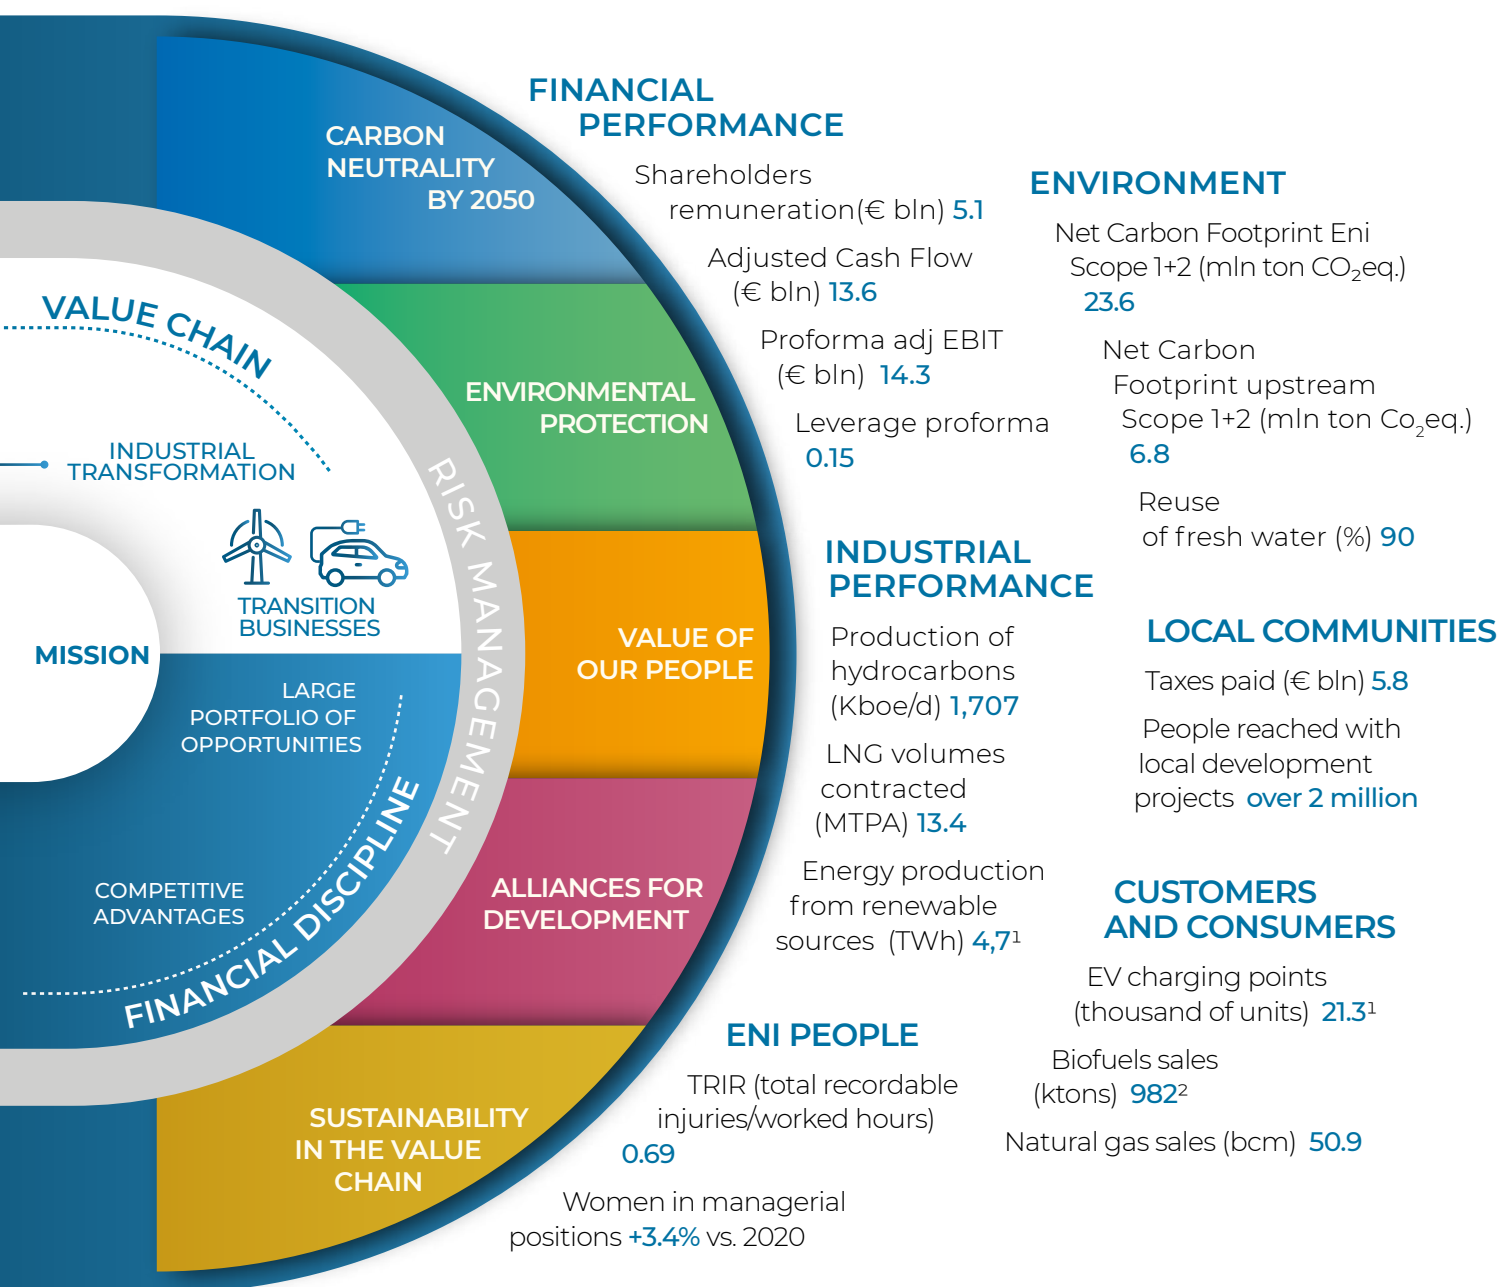 CARBON
NEUTRALITY
BY 2050
ENVIRONMENTAL
PROTECTION
VALUE OF
OUR PEOPLE
ALLIANCES FOR
DEVELOPMENT
SUSTAINABILITY
IN THE VALUE
CHAIN
RISK MANAGEMENT
VALUE CHAIN
INDUSTRIAL
TRANSFORMATION
TRANSITION
BUSINESSES
MISSION
LARGE
PORTFOLIO OF
OPPORTUNITIES
COMPETITIVE
ADVANTAGES
FINANCIAL DISCIPLINE
FINANCIAL
PERFORMANCE
Shareholders
remuneration(€ bln) 5.1
Adjusted Cash Flow
(€ bln) 13.6
Proforma adj EBIT
(€ bln) 14.3
Leverage proforma
0.15
INDUSTRIAL
PERFORMANCE
Production of
hydrocarbons
(Kboe/d) 1,707
LNG volumes
contracted
(MTPA) 13.4
Energy production
from renewable
sources (TWh) 4,7¹
ENI PEOPLE
TRIR (total recordable
injuries/worked hours)
0.69
Women in managerial
positions +3.4% vs. 2020
ENVIRONMENT
Net Carbon Footprint Eni
Scope 1+2 (mln ton CO₂eq.)
23.6
Net Carbon
Footprint upstream
Scope 1+2 (mln ton Co₂eq.)
6.8
Reuse
of fresh water (%) 90
LOCAL COMMUNITIES
Taxes paid (€ bln) 5.8
People reached with
local development
projects over 2 million
CUSTOMERS
AND CONSUMERS
EV charging points
(thousand of units) 21.3¹
Biofuels sales
(ktons) 982²
Natural gas sales (bcm) 50.9